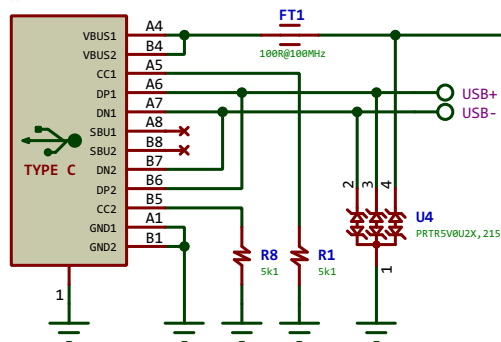 FT1
100R@100MHz
VBUS1 A4
VBUS2 B4
CC1 A5
DP1 A6
USB+
DN1 A7
USB-
SBU1 A8
SBU2 B8
TYPE C
DN2 B7
DP2 B6
2 3 4
CC2 B5
U4
PRTR5V0U2X,215
GND1 A1
GND2 B1
R8
5k1
R1
5k1
1
1